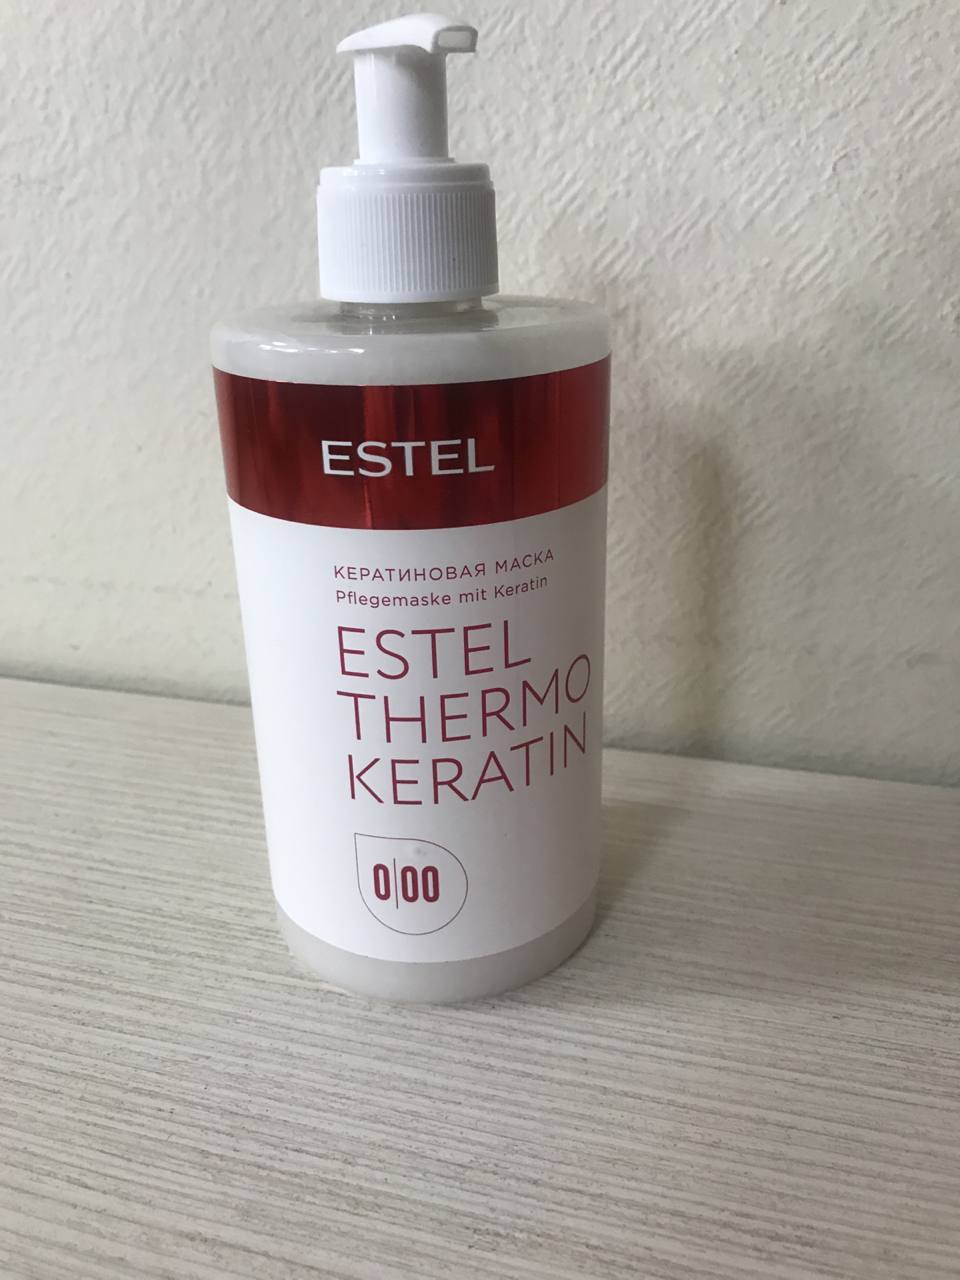 ESTEL
КЕРАТИНОВАЯ МАСКА
Pflegemaske mit Keratin
ESTEL
THERMO
KERATIN
0|00